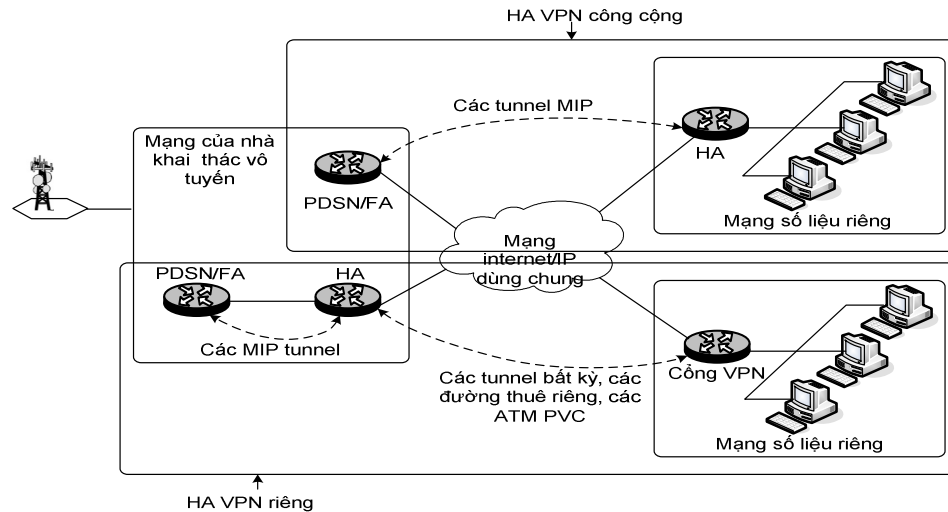 HA VPN công cộng
Các tunnel MIP
HA
Mạng số liệu riêng
Mạng của nhà
khai thác vô
tuyến
PDSN/FA
Mạng
internet/IP
dùng chung
PDSN/FA
HA
Các MIP tunnel
Các tunnel bất kỳ, các
đường thuê riêng, các
ATM PVC
Cổng VPN
Mạng số liệu riêng
HA VPN riêng